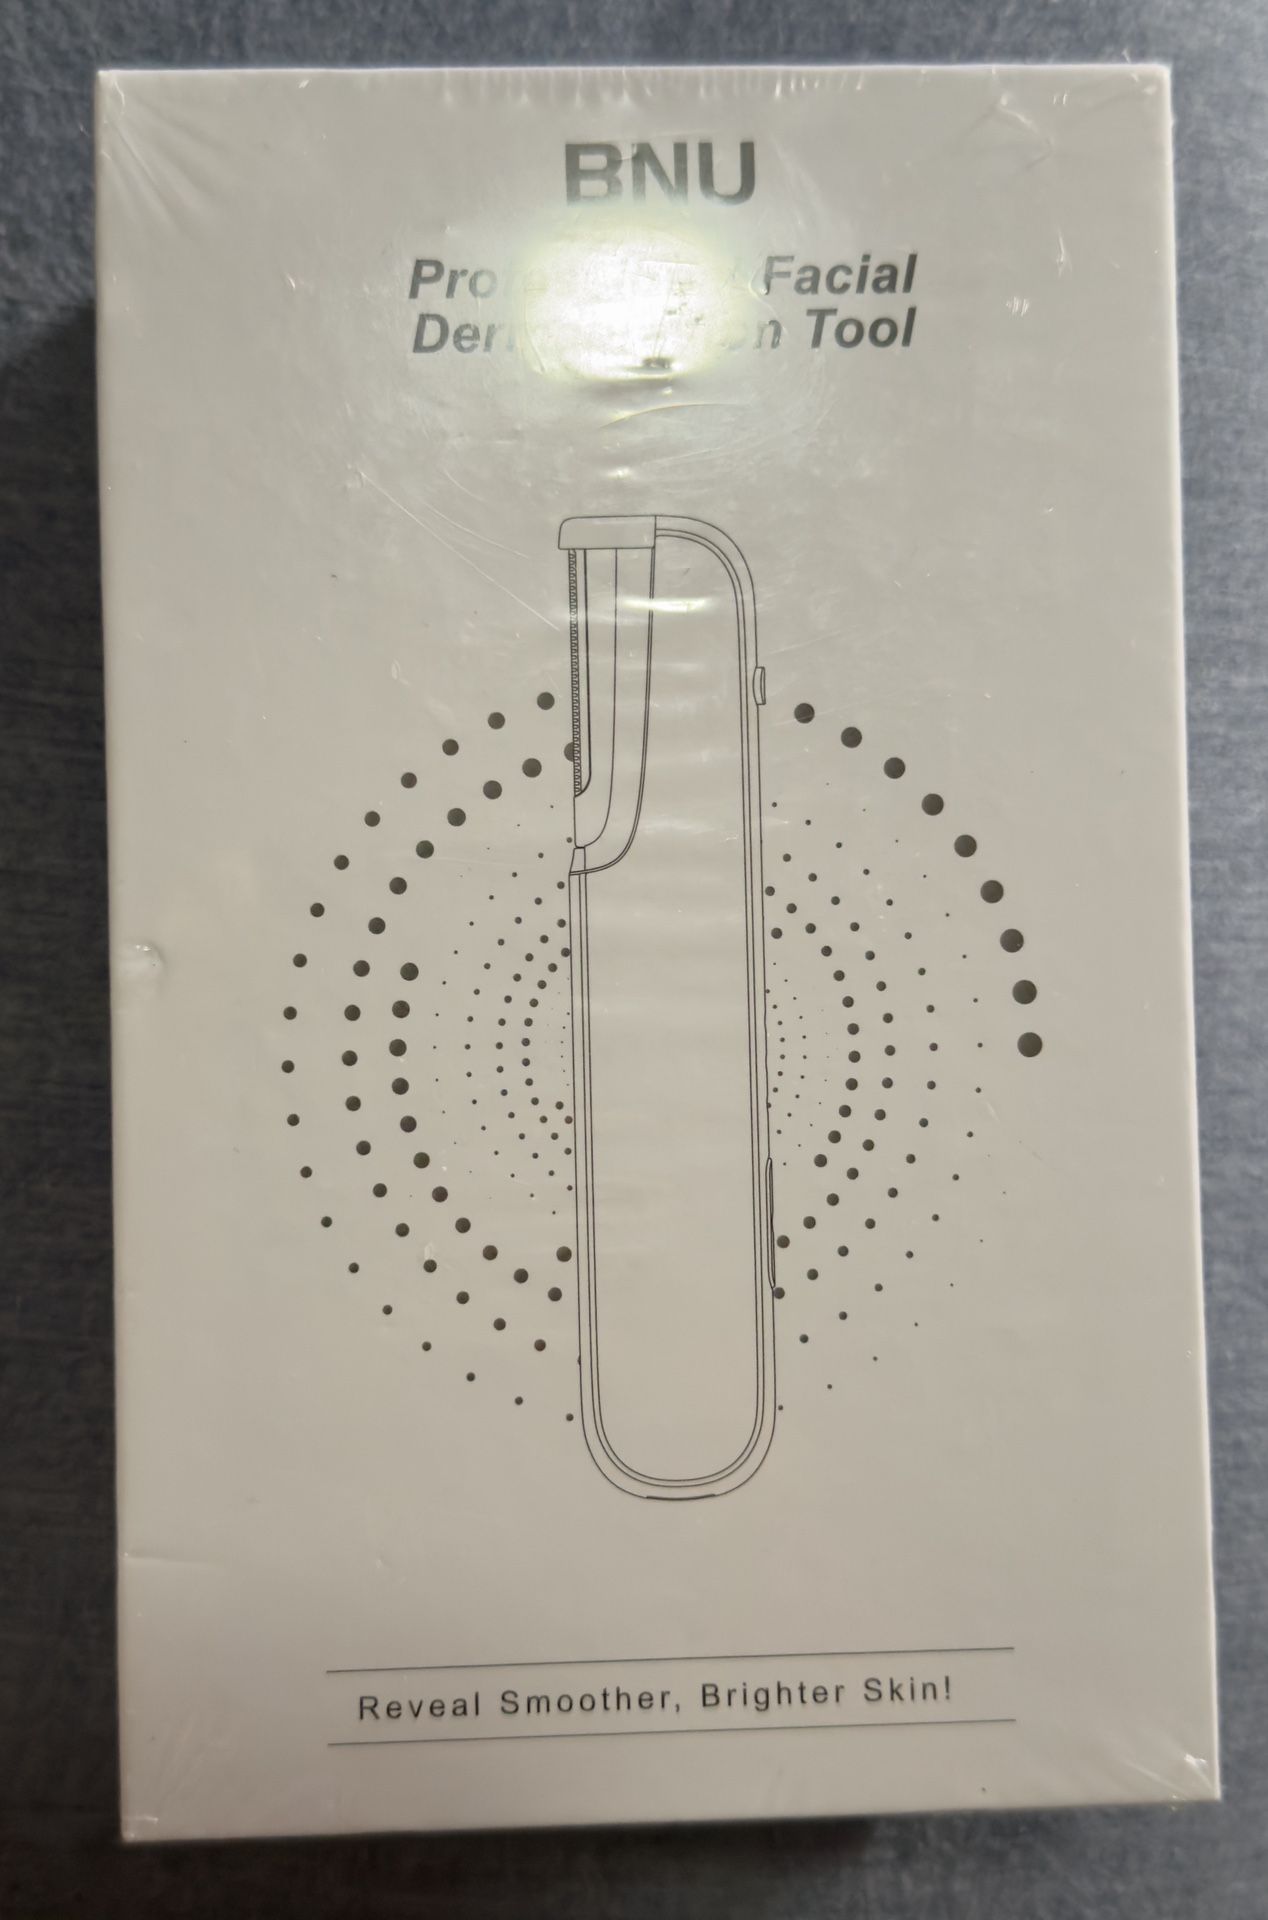 BNU
Facial
Tool
Reveal Smoother, Brighter Skin!